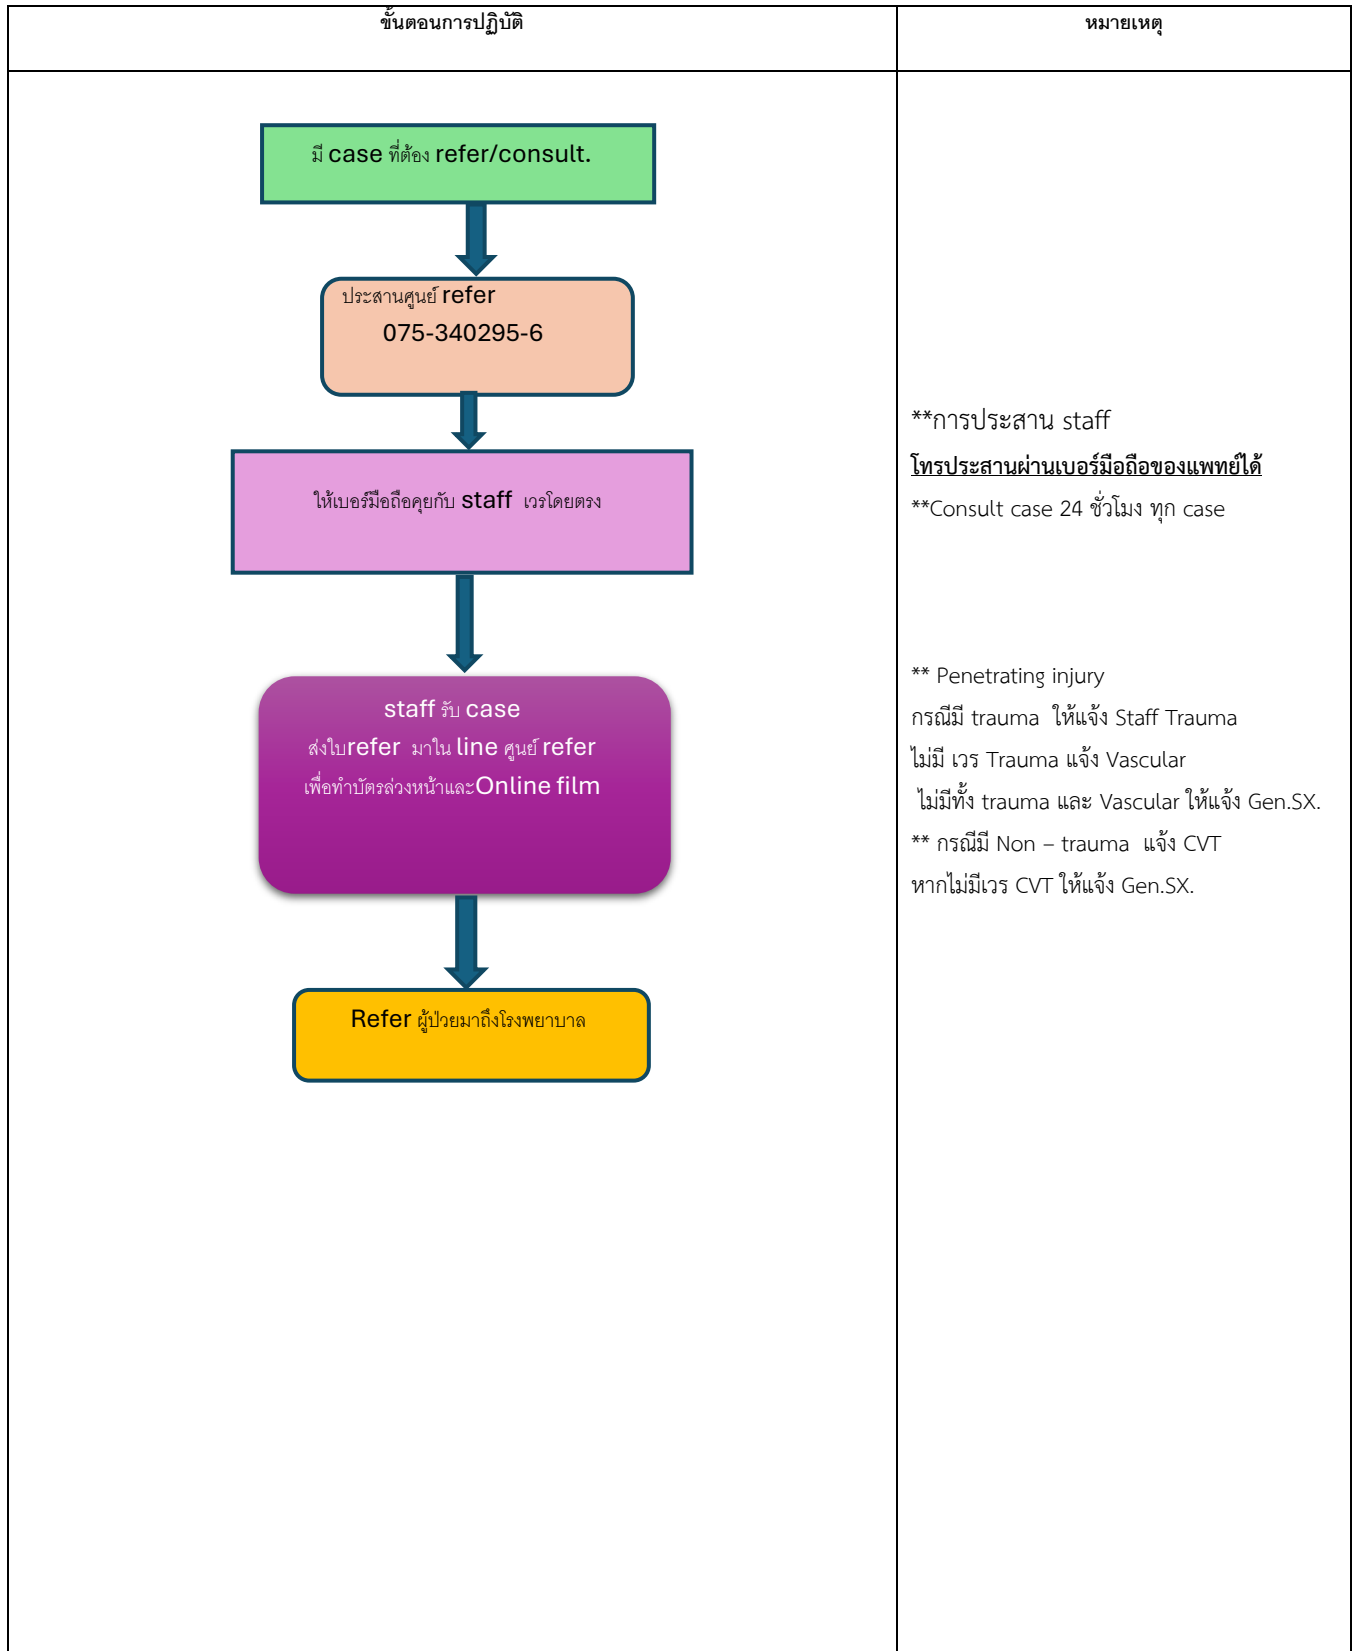 ขั้นตอนการปฏิบัติ
หมายเหตุ
มี case ที่ต้อง refer/consult.
ประสานศูนย์ refer
075-340295-6
ให้เบอร์มือถือคุยกับ staff เวรโดยตรง
staff รับ case
ส่งใบrefer มาใน line ศูนย์ refer
เพื่อทำบัตรล่วงหน้าและOnline film
Refer ผู้ป่วยมาถึงโรงพยาบาล
**การประสาน staff
โทรประสานผ่านเบอร์มือถือของแพทย์ได้
**Consult case 24 ชั่วโมง ทุก case
** Penetrating injury
กรณีมี trauma ให้แจ้ง Staff Trauma
ไม่มี เวร Trauma แจ้ง Vascular
ไม่มีทั้ง trauma และ Vascular ให้แจ้ง Gen.SX.
** กรณีมี Non – trauma แจ้ง CVT
หากไม่มีเวร CVT ให้แจ้ง Gen.SX.